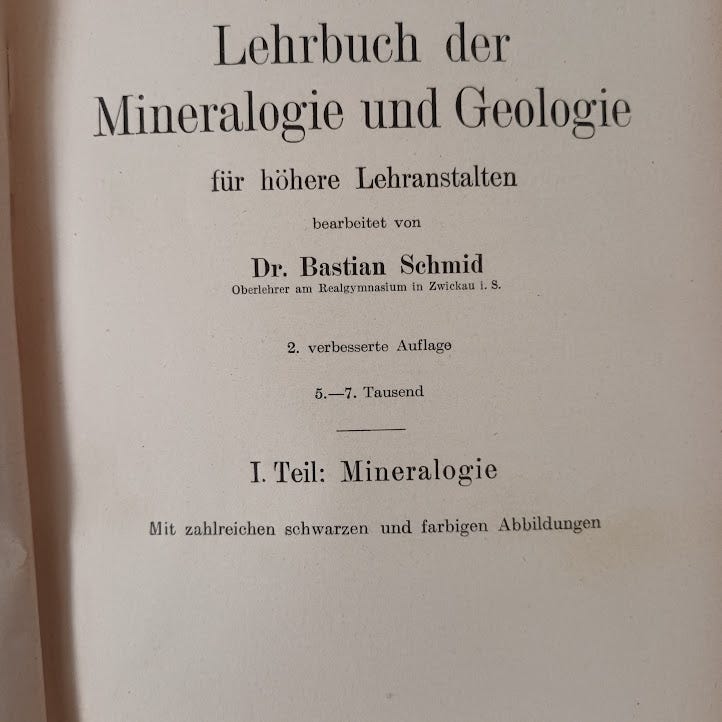 Lehrbuch der
Mineralogie und Geologie
für höhere Lehranstalten
bearbeitet von
Dr. Bastian Schmid
Oberlehrer am Realgymnasium in Zwickau i. S.
2. verbesserte Auflage
5.—7. Tausend
I. Teil: Mineralogie
Mit zahlreichen schwarzen und farbigen Abbildungen